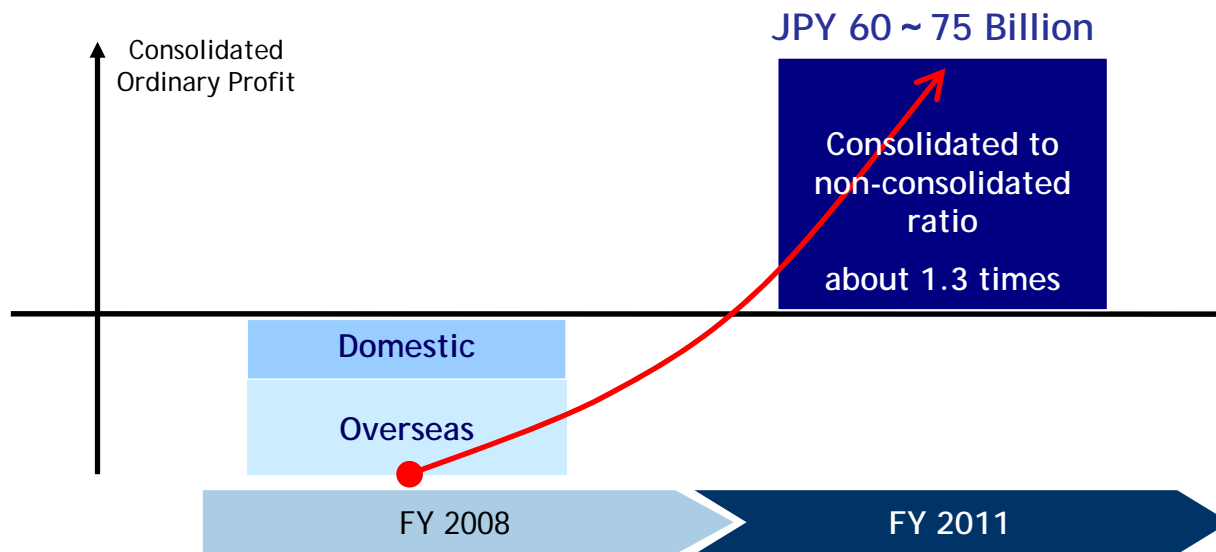 JPY 60 ~ 75 Billion
Consolidated
Ordinary Profit
Consolidated to
non-consolidated
ratio
about 1.3 times
Domestic
Overseas
FY 2008
FY 2011